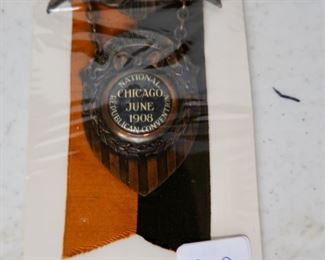 NATIONAL
CHICAGO
JUNE
1908
REPUBLICAN CONVENTION